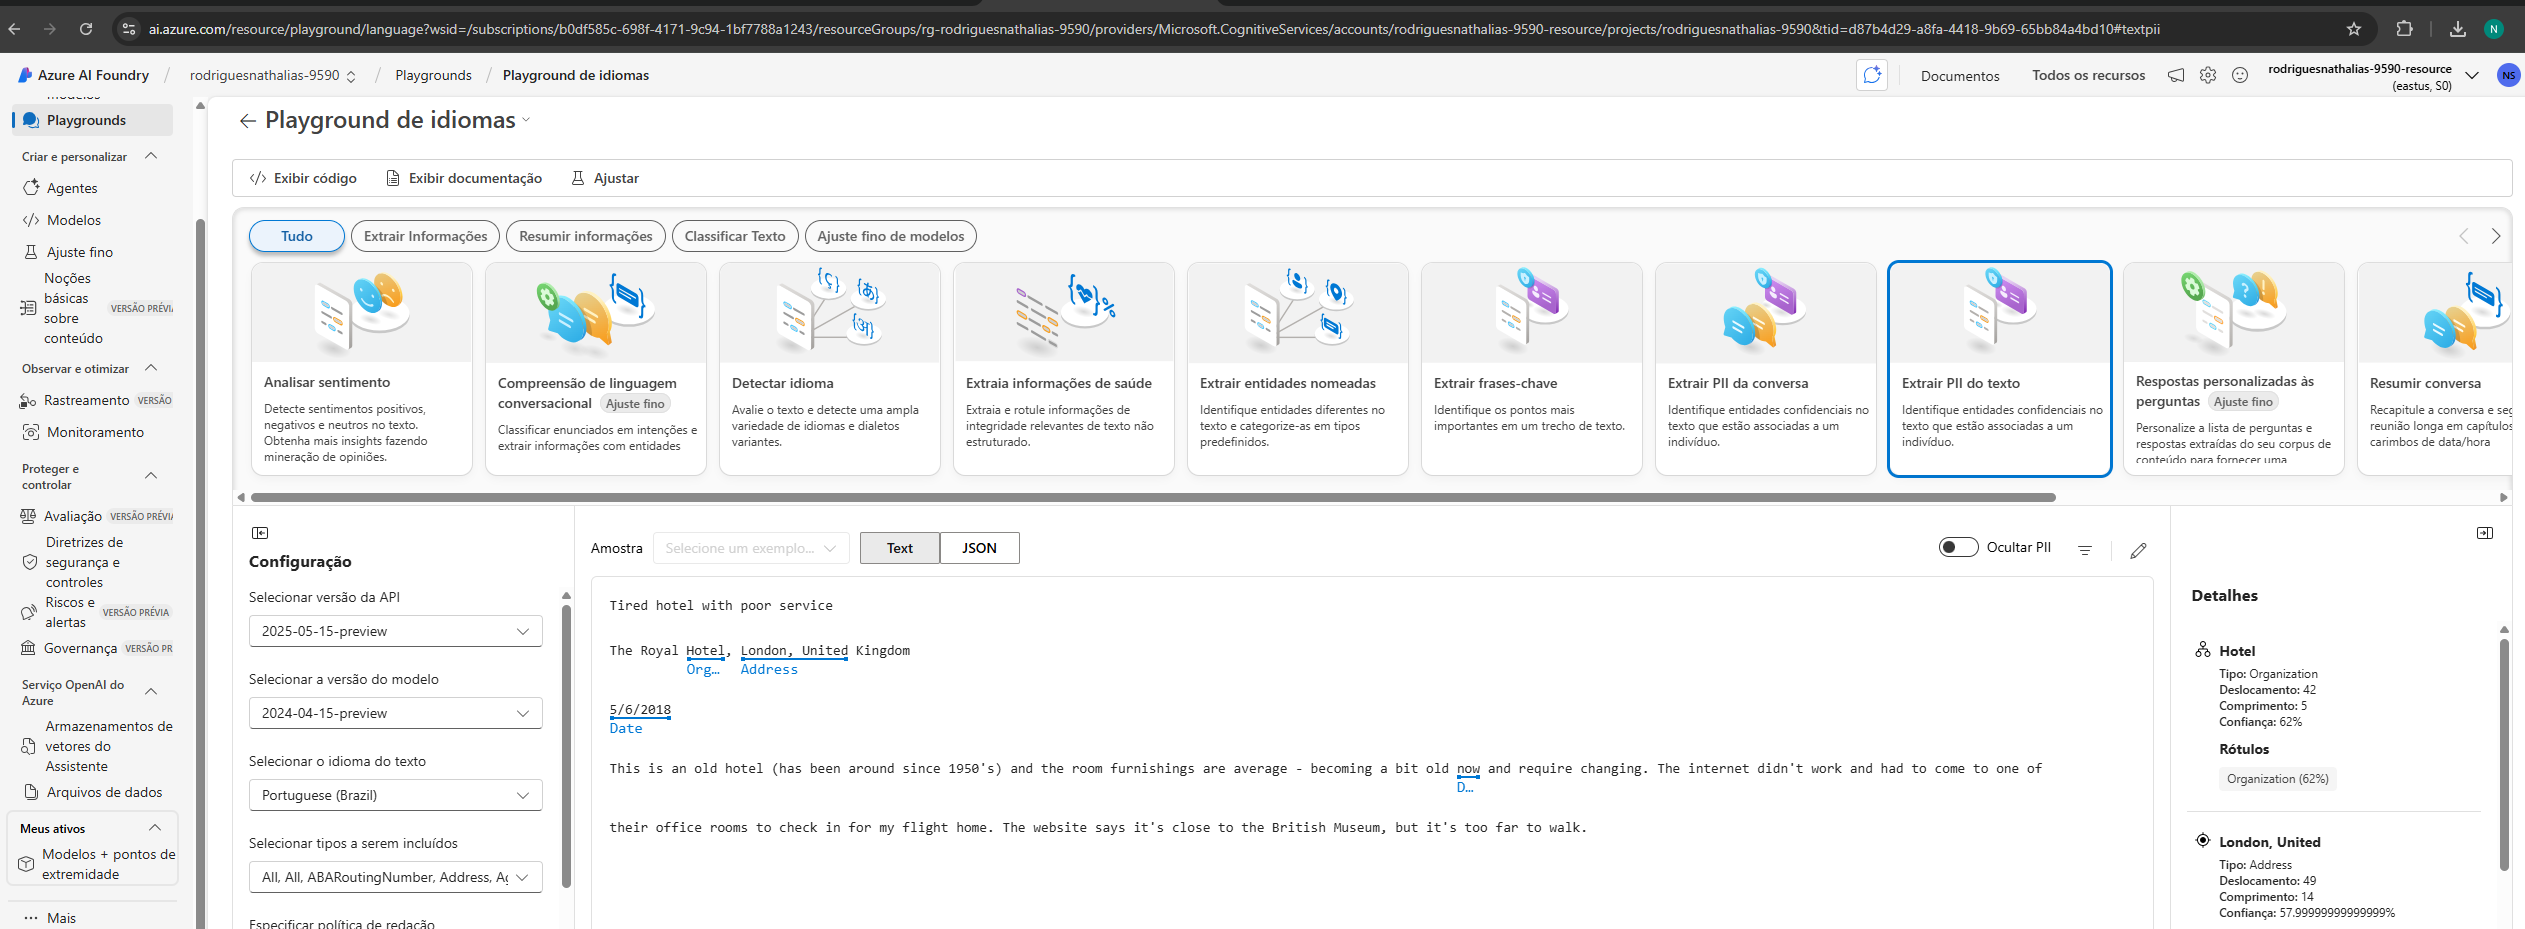 ai.azure.com/resource/playground/language?wsid=/subscriptions/b0df585c-698f-4171-9c94-1bf7788a1243/resourceGroups/rg-rodriguesnathalias-9590/providers/Microsoft.CognitiveServices/accounts/rodriguesnathalias-9590-resource/projects/rodriguesnathalias-9590&tid=d87b4d29-a8fa-4418-9b69-65bb84a4bd10#textpii
N
Azure AI Foundry / rodriguesnathalias-9590 / Playgrounds / Playground de idiomas
Documentos
Todos os recursos
rodriguesnathalias-9590-resource
(eastus, S0)
NS
modelos
Playgrounds
Criar e personalizar
Agentes
Modelos
Ajuste fino
Noções
básicas
sobre
conteúdo
VERSÃO PRÉVI
Observar e otimizar
Rastreamento VERSÃO
Monitoramento
Proteger e
controlar
Avaliação VERSÃO PRÉVI
Diretrizes de
segurança e
controles
Riscos e
alertas
VERSÃO PRÉVIA
Governança VERSÃO PR
Serviço OpenAI do
Azure
Armazenamentos de
vetores do
Assistente
Arquivos de dados
Meus ativos
Modelos + pontos de
extremidade
Mais
Playground de idiomas
Exibir código
Exibir documentação
Ajustar
Tudo
Extrair Informações
Resumir informações
Classificar Texto
Ajuste fino de modelos
Analisar sentimento
Detecte sentimentos positivos,
negativos e neutros no texto.
Obtenha mais insights fazendo
mineração de opiniões.
Compreensão de linguagem
conversacional Ajuste fino
Classificar enunciados em intenções e
extrair informações com entidades
Detectar idioma
Avalie o texto e detecte uma ampla
variedade de idiomas e dialetos
variantes.
Extraia informações de saúde
Extraia e rotule informações de
integridade relevantes de texto não
estruturado.
Extrair entidades nomeadas
Identifique entidades diferentes no
texto e categorize-as em tipos
predefinidos.
Extrair frases-chave
Identifique os pontos mais
importantes em um trecho de texto.
Extrair PII da conversa
Identifique entidades confidenciais no
texto que estão associadas a um
indivíduo.
Extrair PII do texto
Identifique entidades confidenciais no
texto que estão associadas a um
indivíduo.
Respostas personalizadas às
perguntas Ajuste fino
Personalize a lista de perguntas e
respostas extraídas do seu corpus de
conteúdo para fornecer uma
Resumir conversa
Recapitule a conversa e seg
reunião longa em capítulos
carimbos de data/hora
Configuração
Selecionar versão da API
2025-05-15-preview
Selecionar a versão do modelo
2024-04-15-preview
Selecionar o idioma do texto
Portuguese (Brazil)
Selecionar tipos a serem incluídos
All, All, ABARoutingNumber, Address, Ag
Especificar política de redação
Amostra
Selecione um exemplo...
Text
JSON
Ocultar PII
Tired hotel with poor service
The Royal Hotel, London, United Kingdom
Org… Address
5/6/2018
Date
This is an old hotel (has been around since 1950's) and the room furnishings are average - becoming a bit old now and require changing. The internet didn't work and had to come to one of
D…
their office rooms to check in for my flight home. The website says it's close to the British Museum, but it's too far to walk.
Detalhes
Hotel
Tipo: Organization
Deslocamento: 42
Comprimento: 5
Confiança: 62%
Rótulos
Organization (62%)
London, United
Tipo: Address
Deslocamento: 49
Comprimento: 14
Confiança: 57.99999999999999%